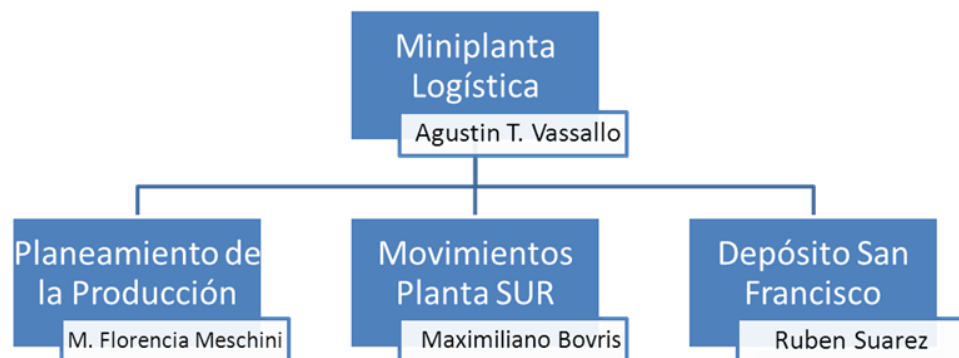 Miniplanta
Logística
Agustin T. Vassallo
Planeamiento de
la Producción
M. Florencia Meschini
Movimientos
Planta SUR
Maximiliano Bovris
Depósito San
Francisco
Ruben Suarez